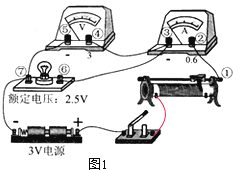 ⑤ ④ V
- 3
③ ② A
- 0.6
⑦ ⑥ ①
额定电压：2.5V
- +
3V电源
图1